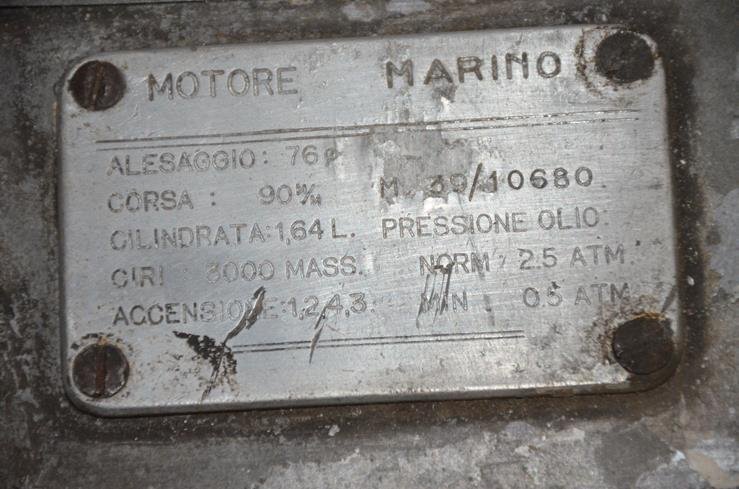 MOTORE MARINO
ALESAGGIO: 76
CORSA : 90 M/M M. 39/10680
CILINDRATA: 1,64 L. PRESSIONE OLIO:
GIRI : 3000 MASS. NORM : 2.5 ATM.
ACCENSIONE: 1,2,4,3. MIN : 0.5 ATM.